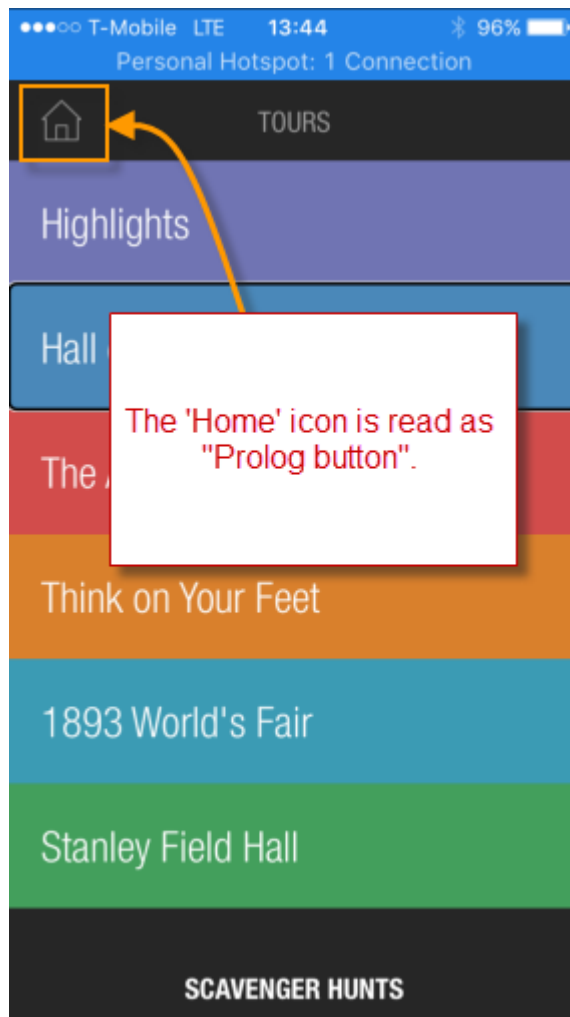 T-Mobile LTE 13:44 96%
Personal Hotspot: 1 Connection
TOURS
Highlights
Hall
The
The 'Home' icon is read as
"Prolog button".
Think on Your Feet
1893 World's Fair
Stanley Field Hall
SCAVENGER HUNTS